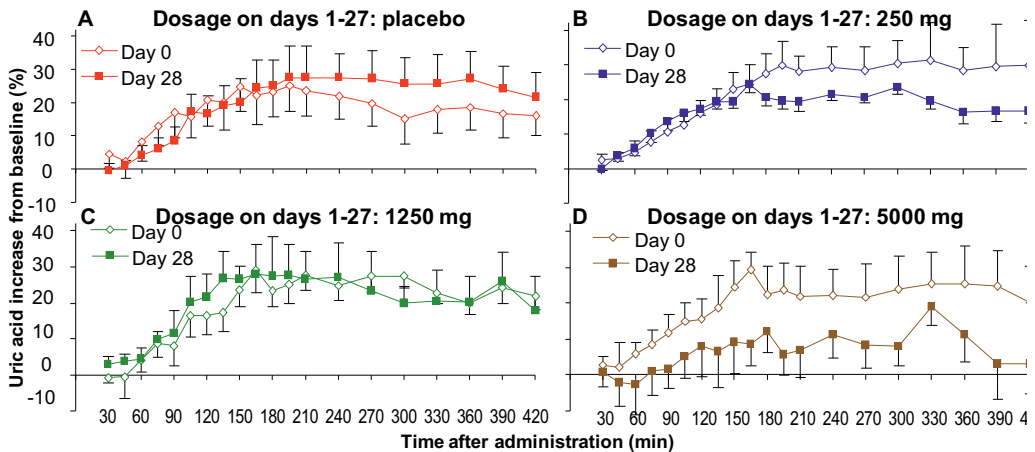 A Dosage on days 1-27: placebo
Day 0
Day 28
B Dosage on days 1-27: 250 mg
Day 0
Day 28
40
30
20
10
0
-10
C Dosage on days 1-27: 1250 mg
Day 0
Day 28
D Dosage on days 1-27: 5000 mg
Day 0
Day 28
40
30
20
10
0
-10
Uric acid increase from baseline (%)
30 60 90 120 150 180 210 240 270 300 330 360 390 420
30 60 90 120 150 180 210 240 270 300 330 360 390
Time after administration (min)